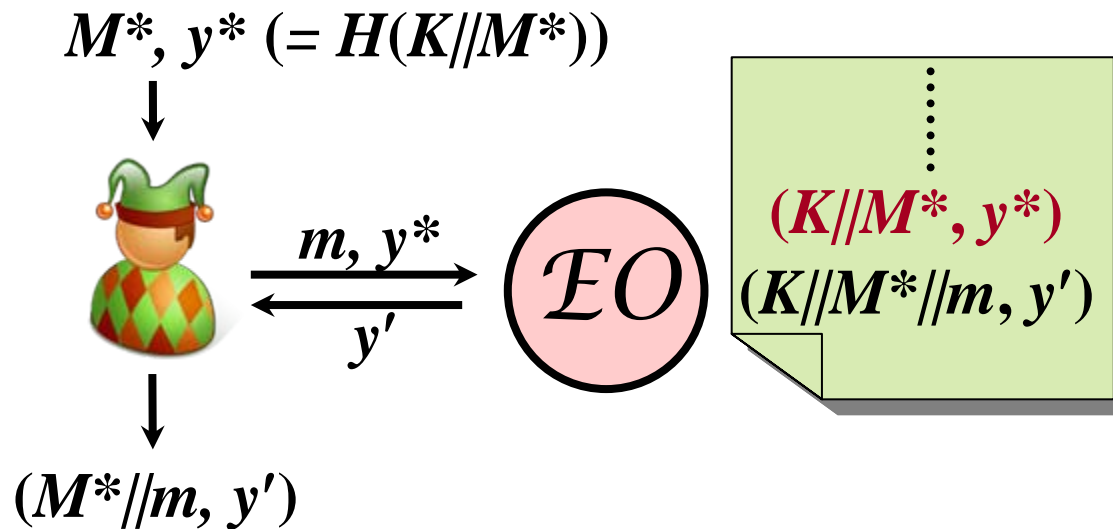 M*, y* (= H(K//M*))
(K//M*, y*)
m, y*
EO
(K//M*//m, y′)
y′
(M*//m, y′)